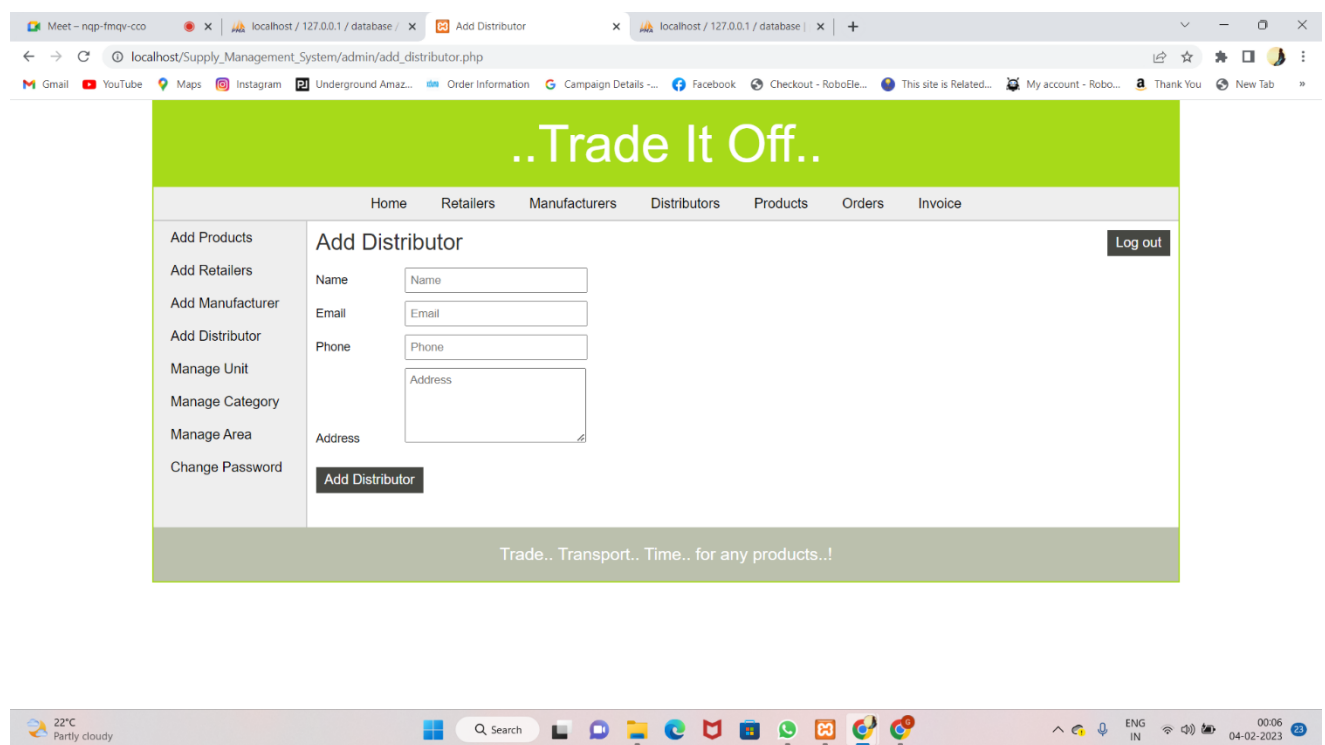 Meet – nqp-fmqv-cco
localhost / 127.0.0.1 / database /
Add Distributor
localhost / 127.0.0.1 / database |
localhost/Supply_Management_System/admin/add_distributor.php
Gmail YouTube Maps Instagram Underground Amaz... Order Information Campaign Details -... Facebook Checkout - RoboEle... This site is Related... My account - Robo... Thank You New Tab »
..Trade It Off..
Home Retailers Manufacturers Distributors Products Orders Invoice
Add Products
Add Retailers
Add Manufacturer
Add Distributor
Manage Unit
Manage Category
Manage Area
Change Password
Add Distributor
Log out
Name Name
Email Email
Phone Phone
Address Address
Add Distributor
Trade.. Transport.. Time.. for any products..!
22°C
Partly cloudy
Search
ENG
IN
00:06
04-02-2023
23